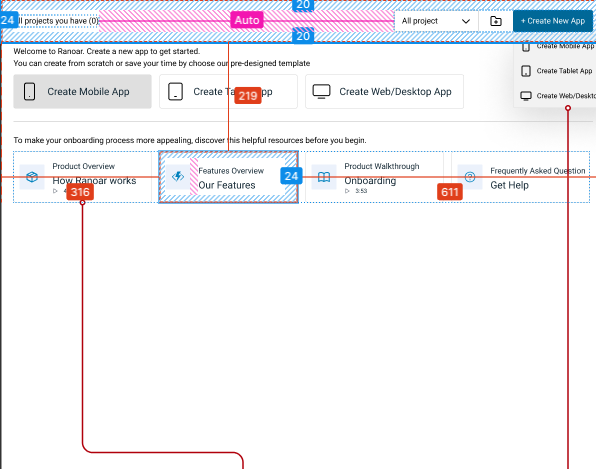 20
24
ll projects you have (0)
Auto
All project
+ Create New App
20
Welcome to Ranoar. Create a new app to get started.
You can create from scratch or save your time by choose our pre-designed template
Create Mobile App
Create Tablet App
Create Web/Deskto
Create Mobile App
Create Ta App
219
Create Web/Desktop App
To make your onboarding process more appealing, discover this helpful resources before you begin.
Product Overview
How Ranoar works
316
Features Overview
Our Features
24
Product Walkthrough
Onboarding
3:53
611
Frequently Asked Question
Get Help